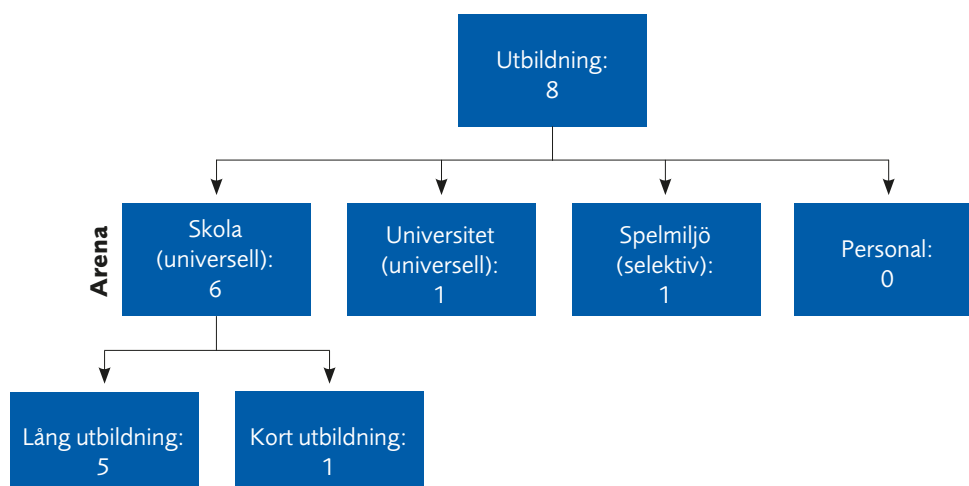 Utbildning:
8
Arena
Skola
(universell):
6
Universitet
(universell):
1
Spelmiljö
(selektiv):
1
Personal:
0
Lång utbildning:
5
Kort utbildning:
1